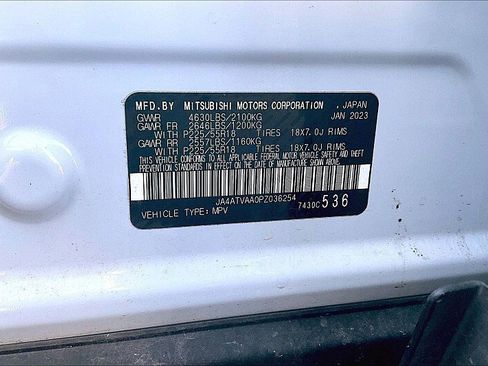 MFD.BY MITSUBISHI MOTORS CORPORATION , JAPAN
GVWR 4630LBS/2100KG JAN 2023
GAWR FR 2646LBS/1200KG
WITH P225/55R18 TIRES 18X7.0J RIMS
GAWR RR 2557LBS/1160KG
WITH P225/55R18 TIRES 18X7.0J RIMS
THIS VEHICLE CONFORMS TO ALL APPLICABLE FEDERAL MOTOR VEHICLE SAFETY AND THEFT
PREVENTION STANDARDS IN EFFECT ON THE DATE OF MANUFACTURE SHOWN ABOVE.
JA4ATVAA0PZ036254
VEHICLE TYPE: MPV 7430C 536